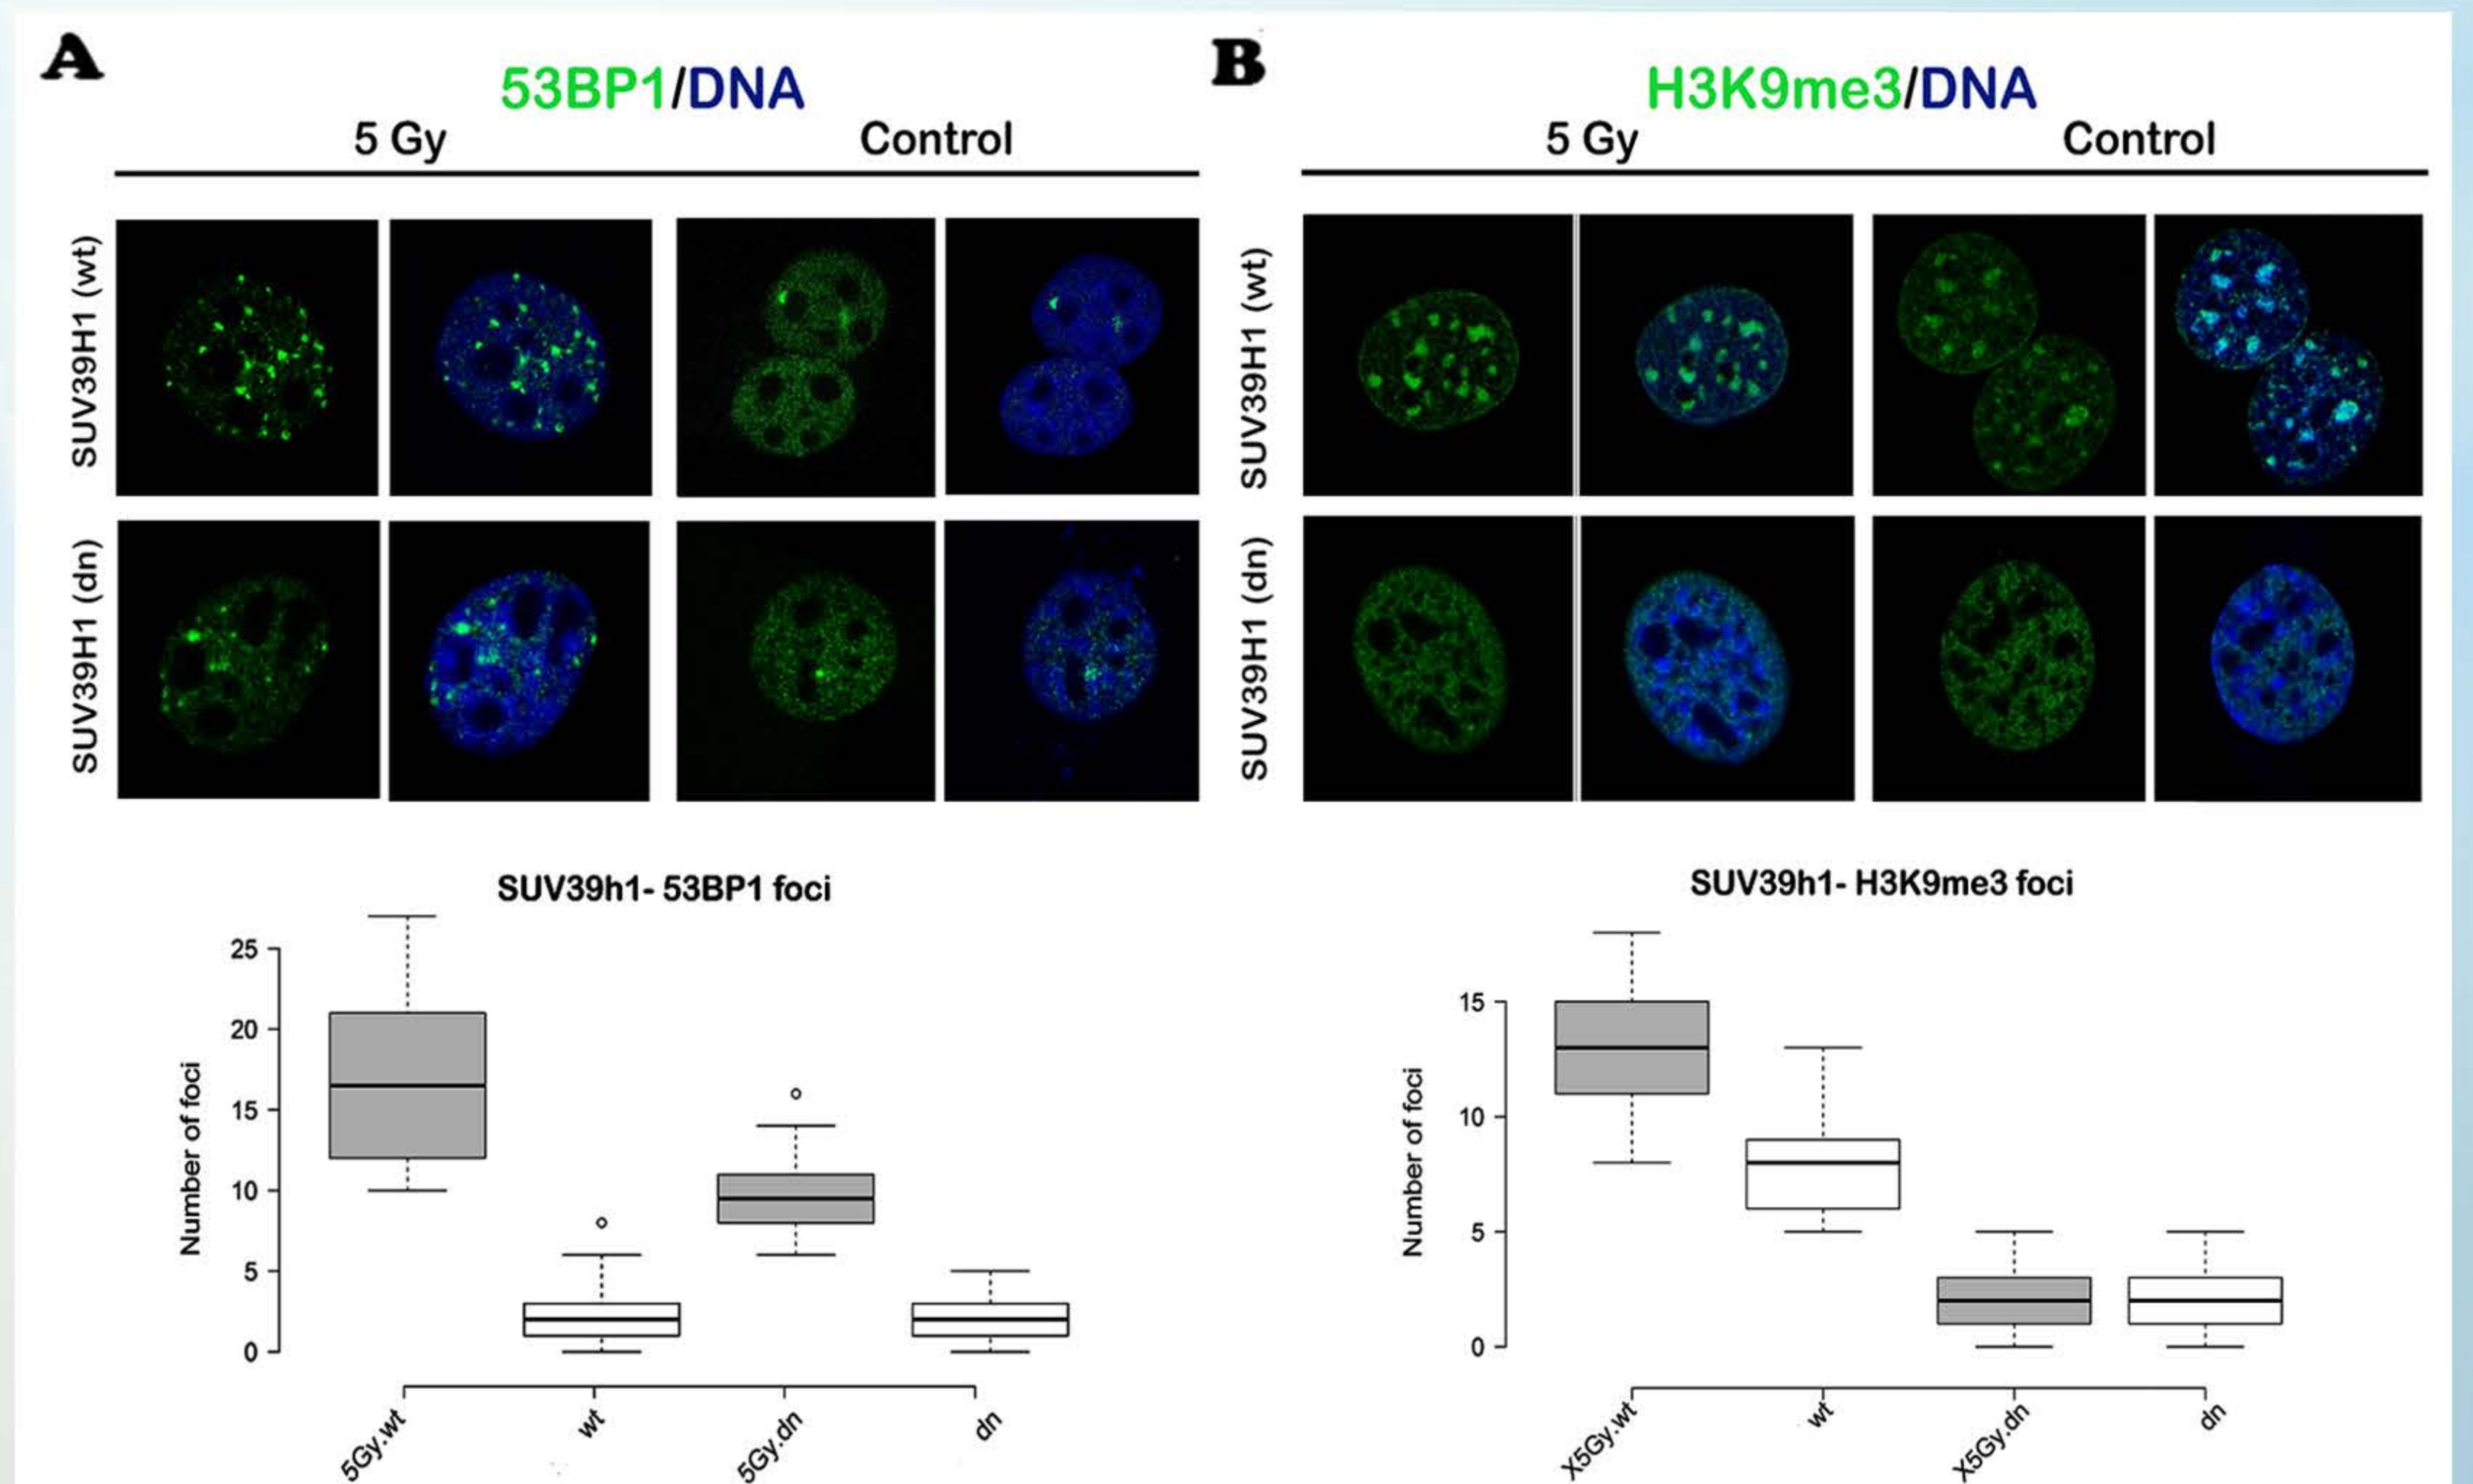 A
53BP1/DNA
5 Gy
Control
SUV39H1 (wt)
SUV39H1 (dn)
SUV39h1- 53BP1 foci
Number of foci
25
20
15
10
5
0
5Gy.wt
wt
5Gy.dn
dn
B
H3K9me3/DNA
5 Gy
Control
SUV39H1 (wt)
SUV39H1 (dn)
SUV39h1- H3K9me3 foci
Number of foci
15
10
5
0
X5Gy.wt
wt
X5Gy.dn
dn